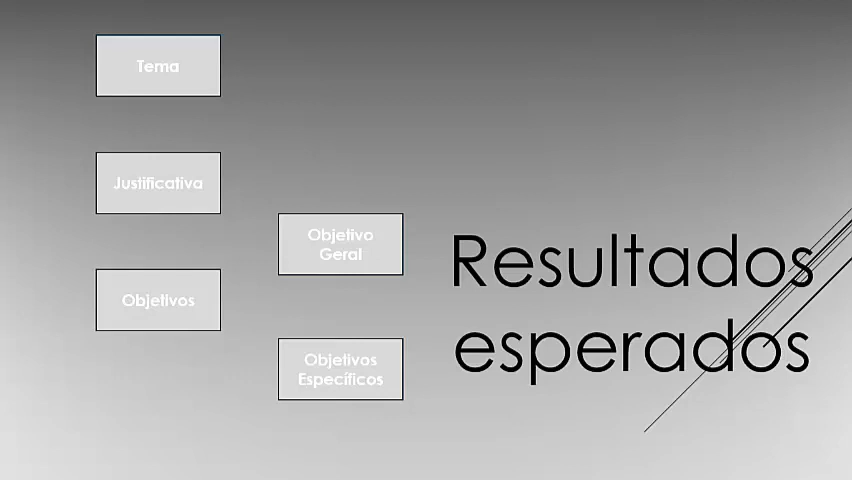 Tema
Justificativa
Objetivo
Geral
Objetivos
Objetivos
Específicos
Resultados
esperados